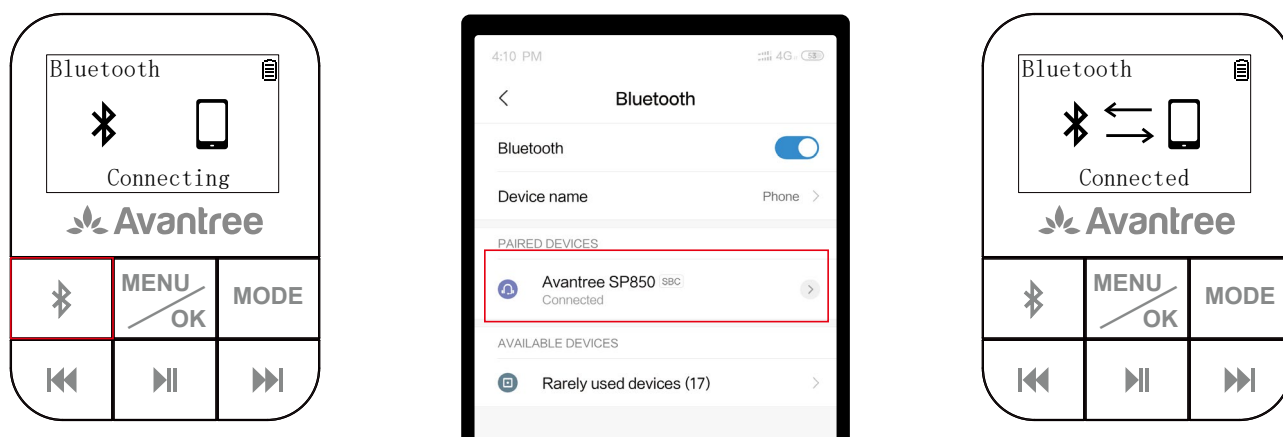 Bluetooth
Connecting
Avantree
MENU
OK
MODE
4:10 PM
4G 53
Bluetooth
Bluetooth
Device name Phone
PAIRED DEVICES
Avantree SP850 SBC
Connected
AVAILABLE DEVICES
Rarely used devices (17)
Bluetooth
Connected
Avantree
MENU
OK
MODE